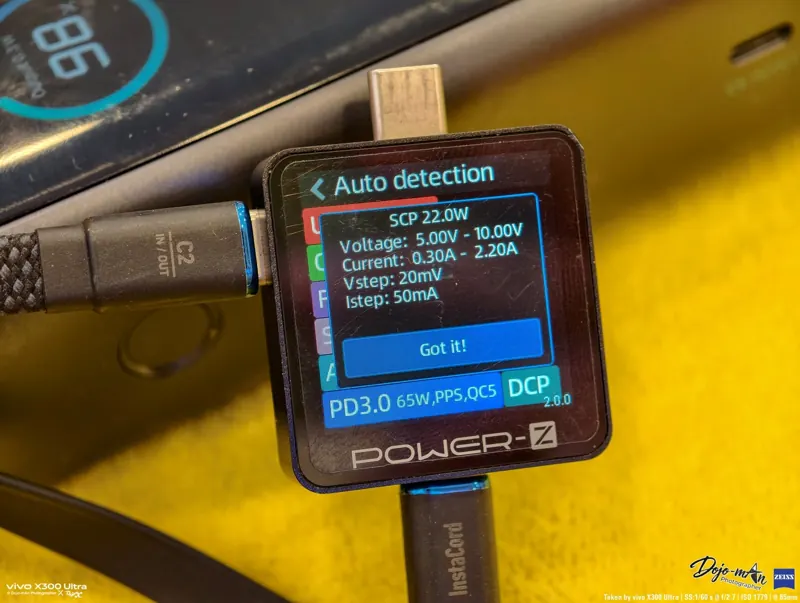 86
C2
IN / OUT
< Auto detection
SCP 22.0W
Voltage: 5.00V - 10.00V
Current: 0.30A - 2.20A
Vstep: 20mV
Istep: 50mA
Got it!
PD3.0 65W,PPS,QC5
DCP
2.0.0
POWER-Z
InstaCord
vivo X300 Ultra
Dojo-mAn
Photographer
ZEISS